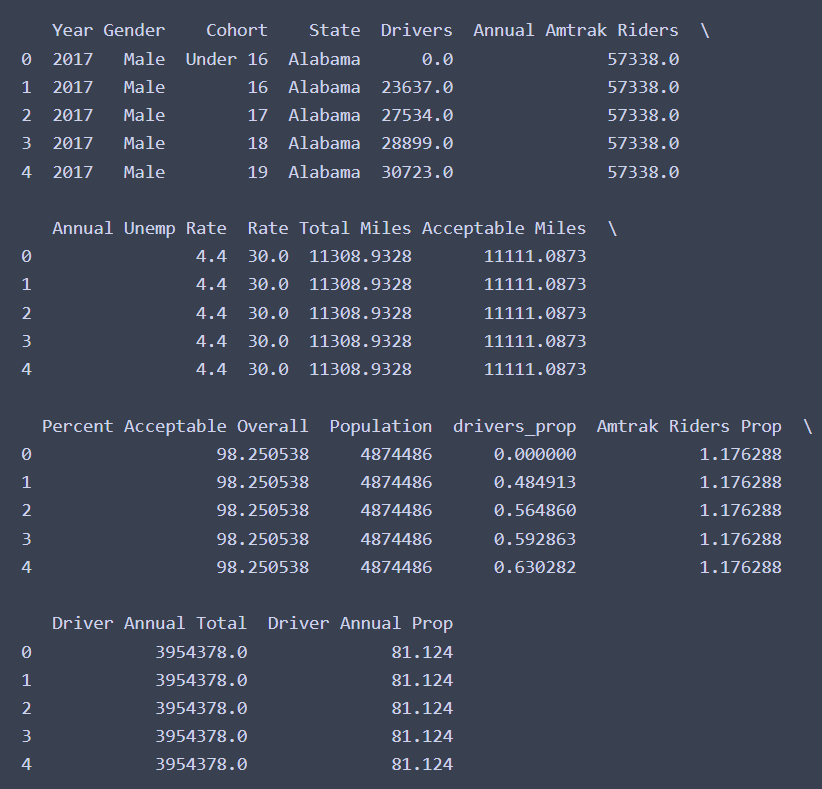 Year Gender Cohort State Drivers Annual Amtrak Riders \
0 2017 Male Under 16 Alabama 0.0 57338.0
1 2017 Male 16 Alabama 23637.0 57338.0
2 2017 Male 17 Alabama 27534.0 57338.0
3 2017 Male 18 Alabama 28899.0 57338.0
4 2017 Male 19 Alabama 30723.0 57338.0
Annual Unemp Rate Rate Total Miles Acceptable Miles \
0 4.4 30.0 11308.9328 11111.0873
1 4.4 30.0 11308.9328 11111.0873
2 4.4 30.0 11308.9328 11111.0873
3 4.4 30.0 11308.9328 11111.0873
4 4.4 30.0 11308.9328 11111.0873
Percent Acceptable Overall Population drivers_prop Amtrak Riders Prop \
0 98.250538 4874486 0.000000 1.176288
1 98.250538 4874486 0.484913 1.176288
2 98.250538 4874486 0.564860 1.176288
3 98.250538 4874486 0.592863 1.176288
4 98.250538 4874486 0.630282 1.176288
Driver Annual Total Driver Annual Prop
0 3954378.0 81.124
1 3954378.0 81.124
2 3954378.0 81.124
3 3954378.0 81.124
4 3954378.0 81.124